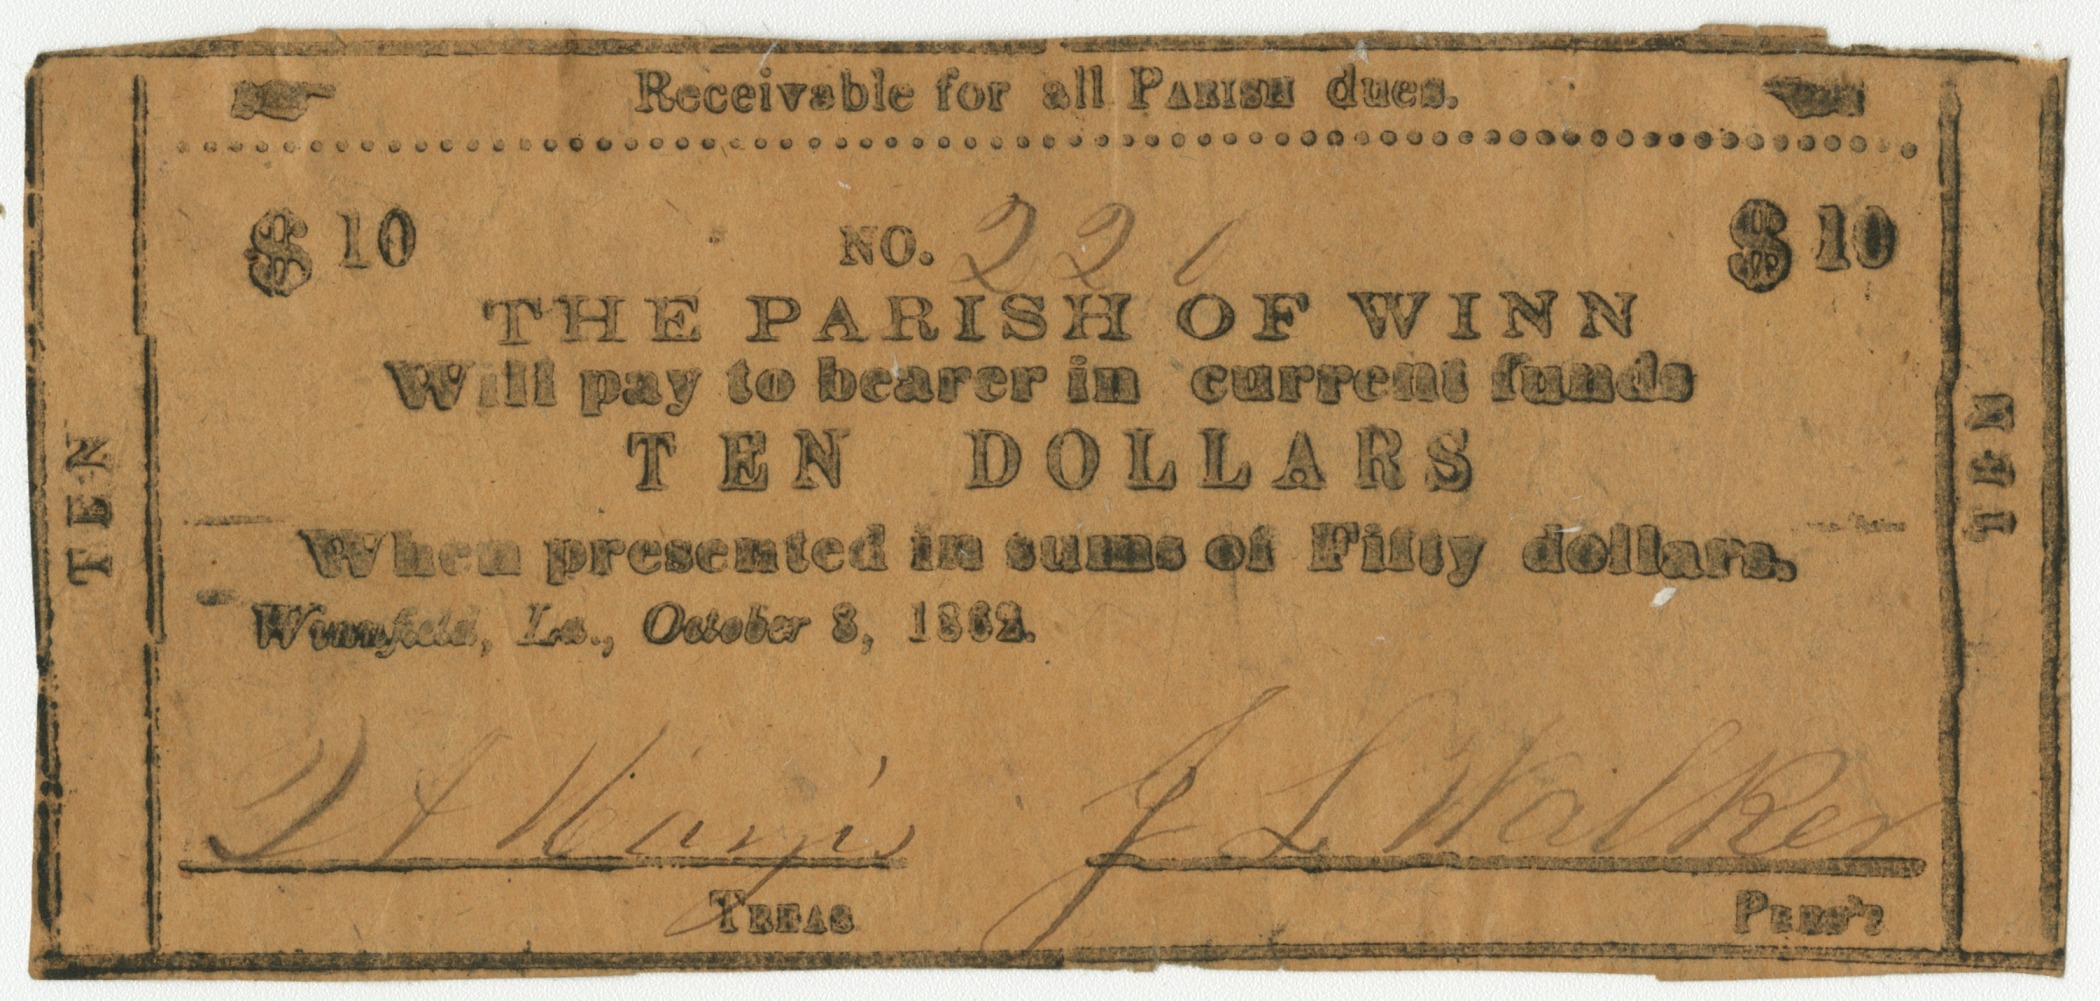 Receivable for all PARISH dues.
$ 10 NO. 221 $ 10
THE PARISH OF WINN
Will pay to bearer in current funds
TEN DOLLARS
TEN
TEN
When presented in sums of Fifty dollars.
Winnfield, La., October 8, 1862.
J L Walker
TREAS PRES'T